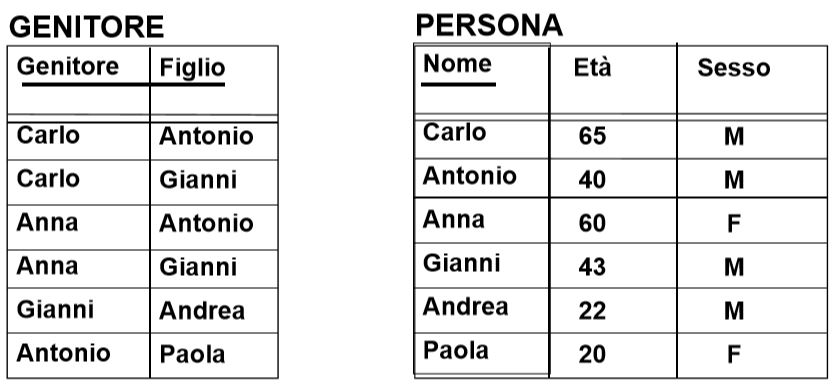 GENITORE
Genitore Figlio
Carlo Antonio
Carlo Gianni
Anna Antonio
Anna Gianni
Gianni Andrea
Antonio Paola
PERSONA
Nome Età Sesso
Carlo 65 M
Antonio 40 M
Anna 60 F
Gianni 43 M
Andrea 22 M
Paola 20 F